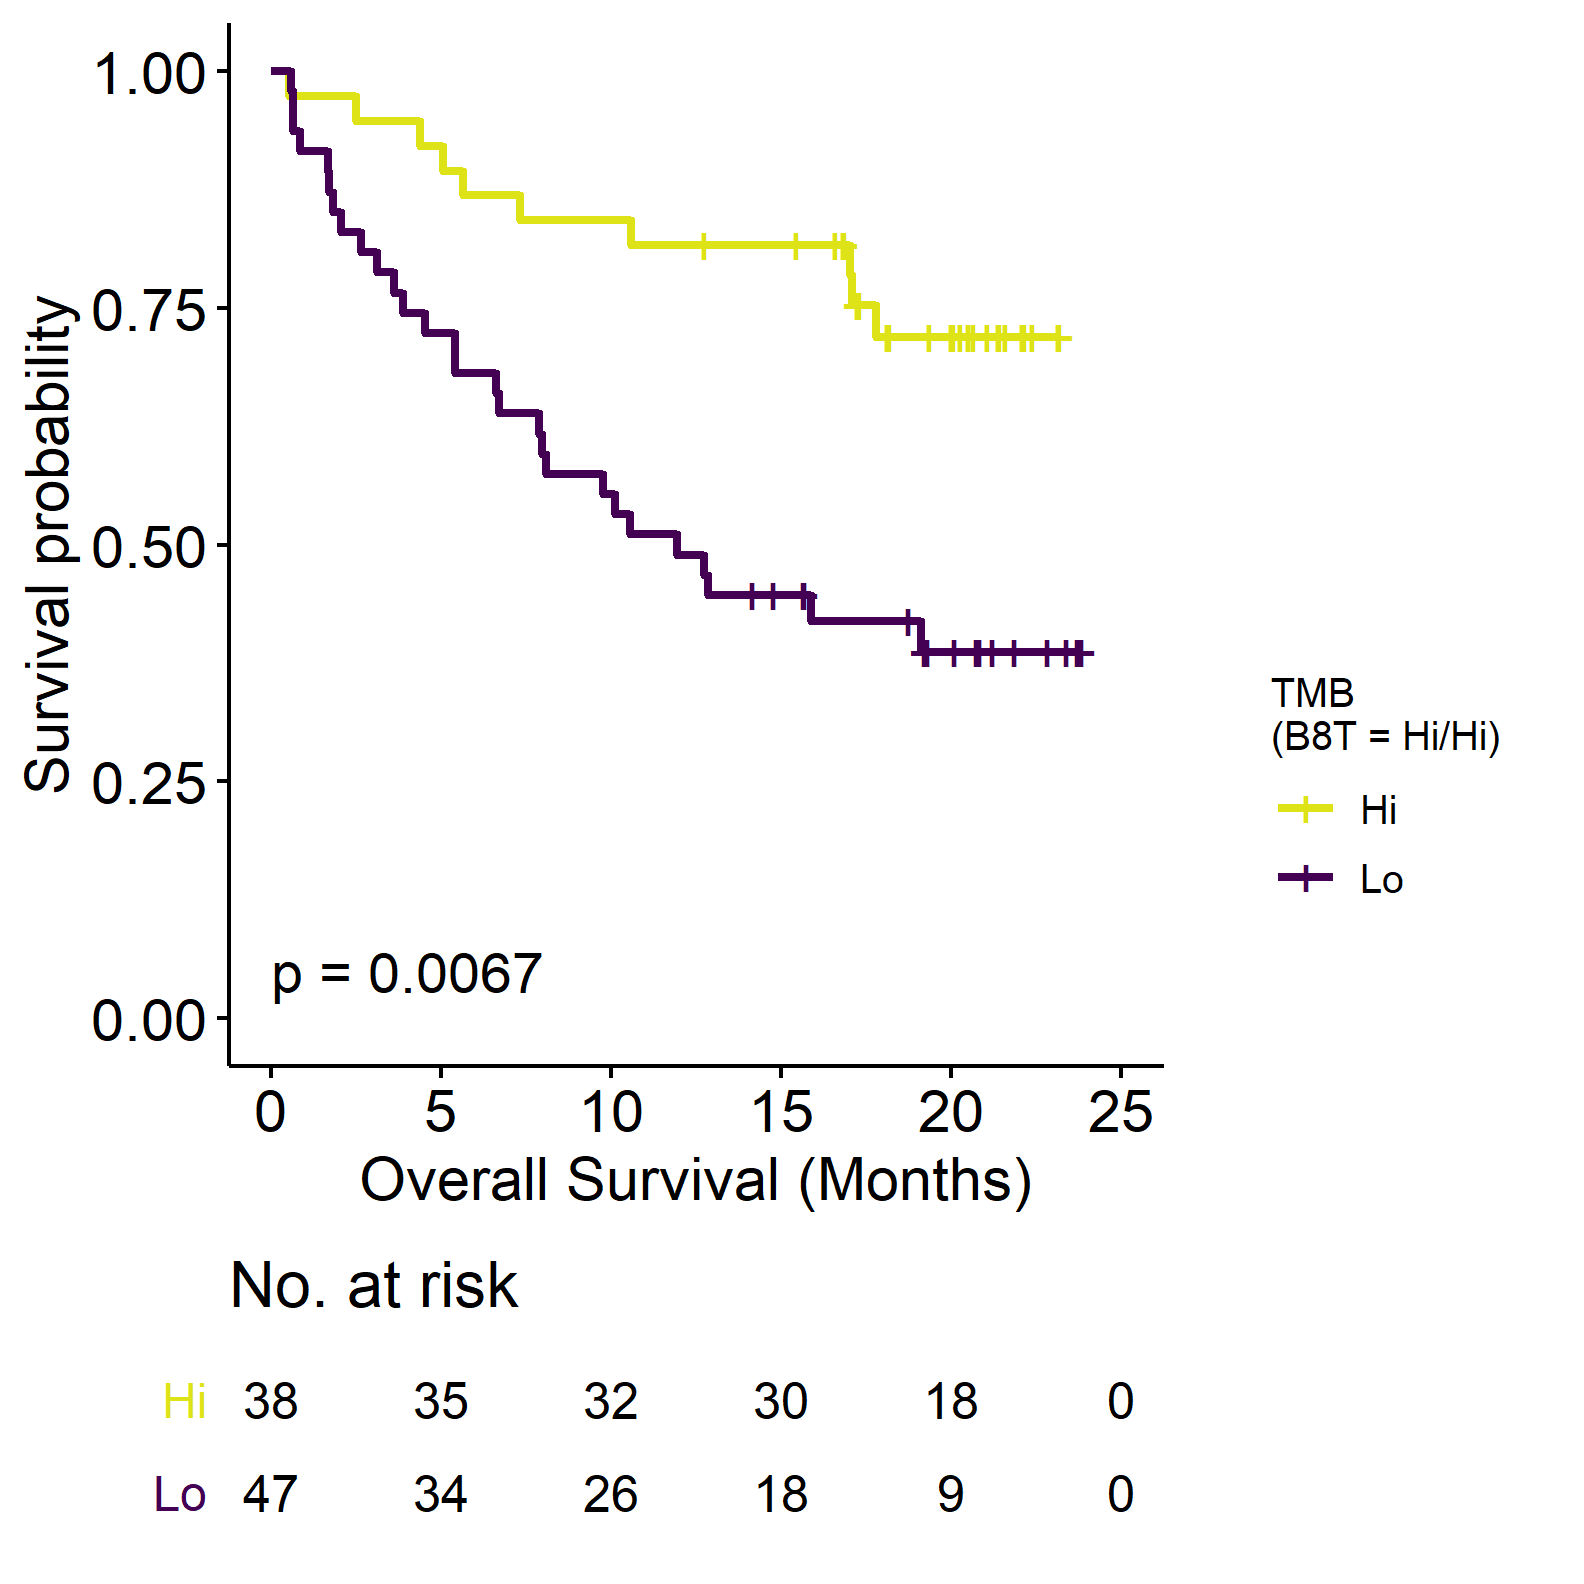 1.00
0.75
0.50
0.25
0.00
Survival probability
p = 0.0067
0 5 10 15 20 25
Overall Survival (Months)
TMB
(B8T = Hi/Hi)
Hi
Lo
No. at risk
Hi 38 35 32 30 18 0
Lo 47 34 26 18 9 0